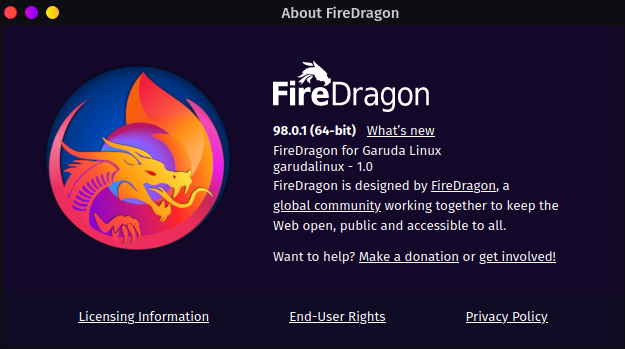 About FireDragon
FireDragon
98.0.1 (64-bit) What's new
FireDragon for Garuda Linux
garudalinux - 1.0
FireDragon is designed by FireDragon, a
global community working together to keep the
Web open, public and accessible to all.
Want to help? Make a donation or get involved!
Licensing Information End-User Rights Privacy Policy